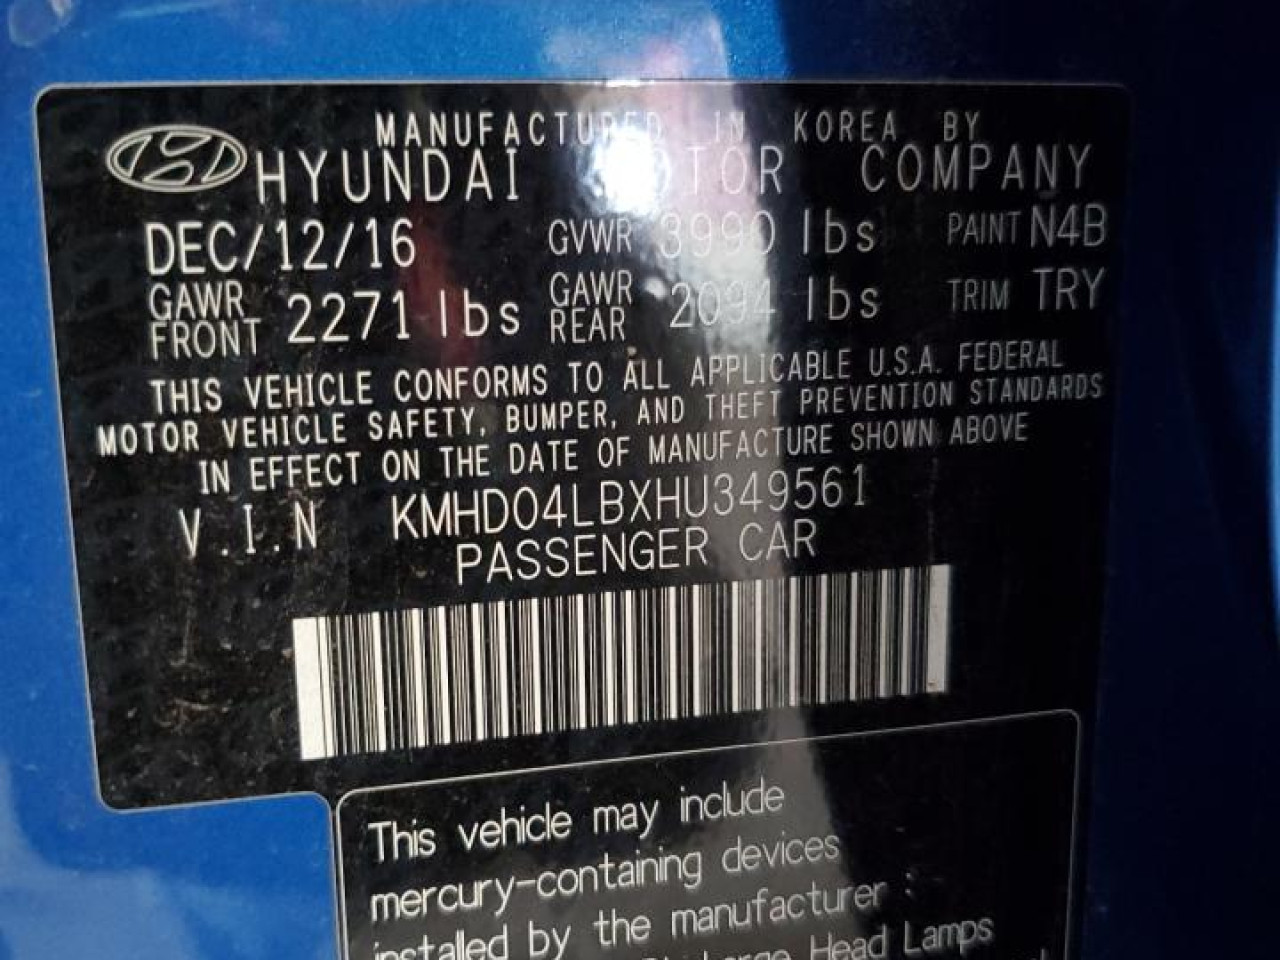 MANUFACTURED IN KOREA BY
HYUNDAI MOTOR COMPANY
DEC/12/16 GVWR 3990 lbs PAINT N4B
GAWR FRONT 2271 lbs GAWR REAR 2094 lbs TRIM TRY
THIS VEHICLE CONFORMS TO ALL APPLICABLE U.S.A. FEDERAL
MOTOR VEHICLE SAFETY, BUMPER, AND THEFT PREVENTION STANDARDS
IN EFFECT ON THE DATE OF MANUFACTURE SHOWN ABOVE
V.I.N KMHD04LBXHU349561
PASSENGER CAR
This vehicle may include
mercury-containing devices
installed by the manufacturer :
Head Lamps